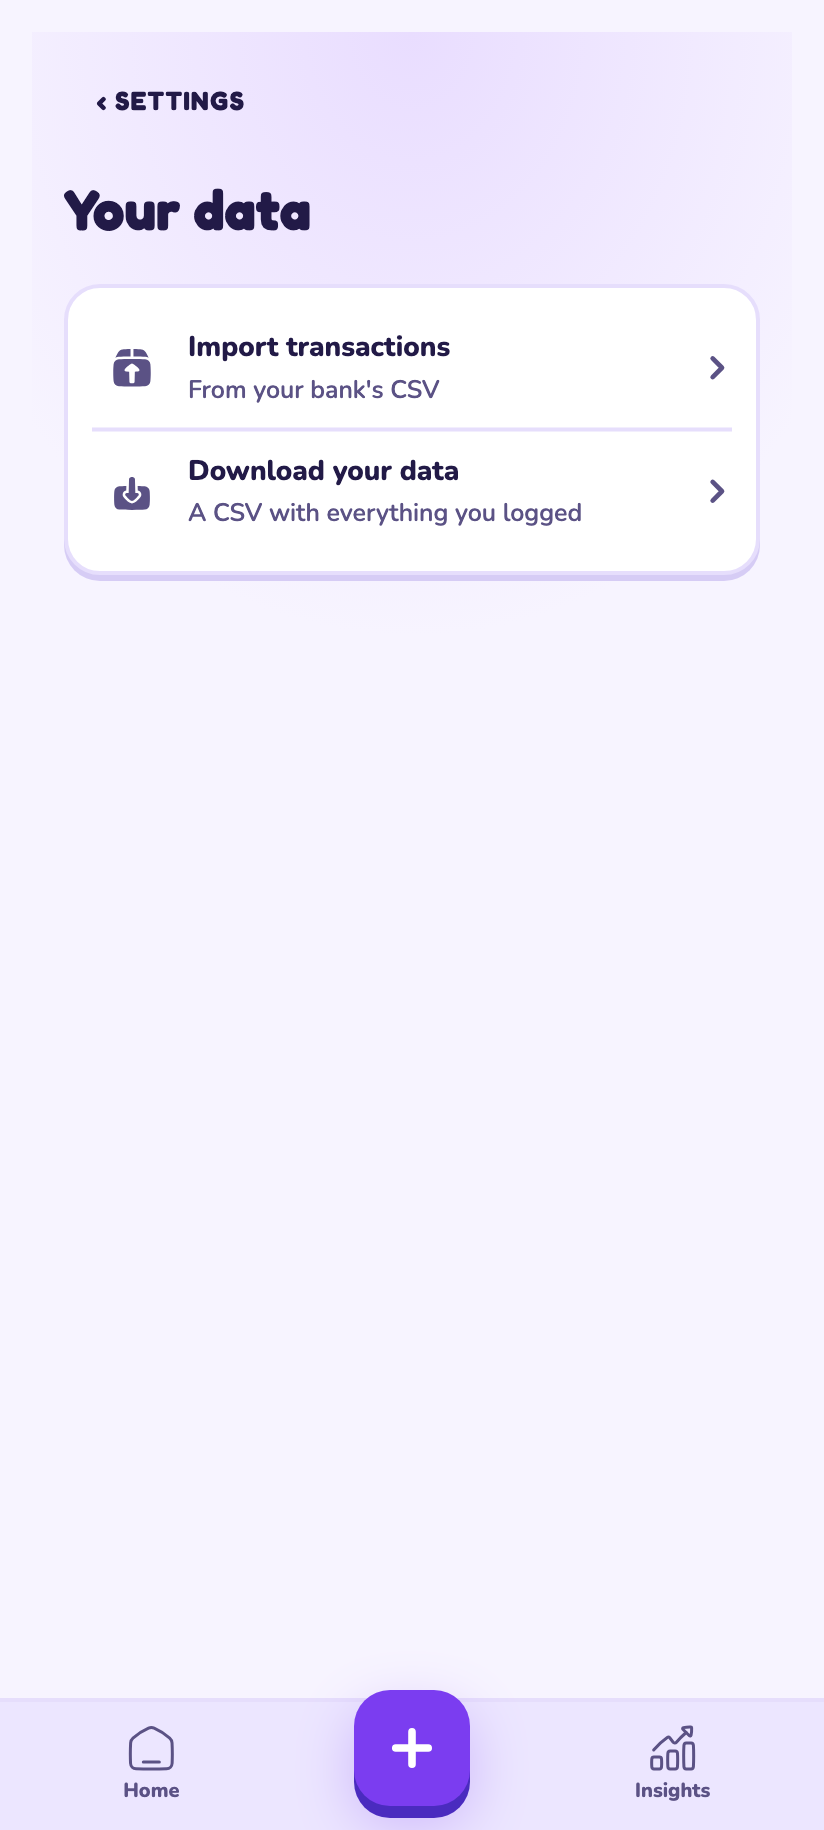 ‹ SETTINGS
Your data
Import transactions
From your bank's CSV
Download your data
A CSV with everything you logged
Home
Insights